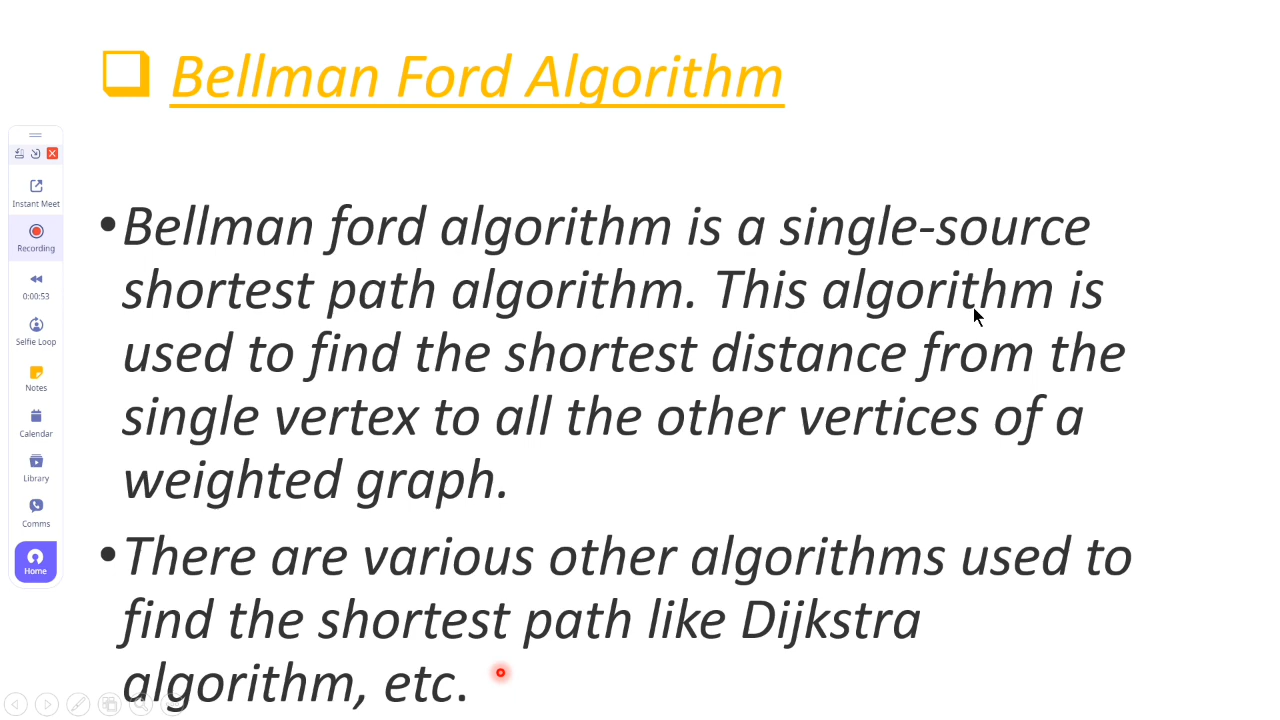 Bellman Ford Algorithm
•Bellman ford algorithm is a single-source
shortest path algorithm. This algorithm is
used to find the shortest distance from the
single vertex to all the other vertices of a
weighted graph.
•There are various other algorithms used to
find the shortest path like Dijkstra
algorithm, etc.
Instant Meet
Recording
0:00:53
Selfie Loop
Notes
Calendar
Library
Comms
Home